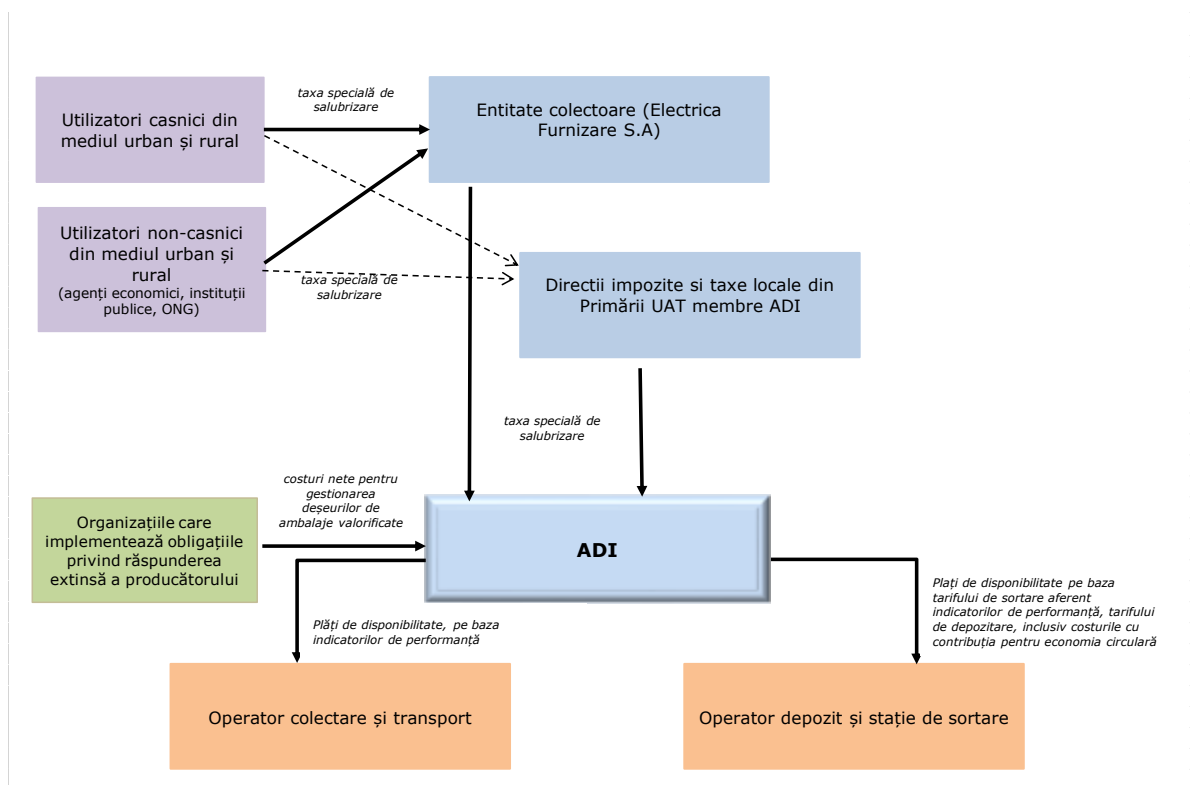 taxa specială de
salubrizare
Utilizatori casnici din
mediul urban și rural
Entitate colectoare (Electrica
Furnizare S.A)
Utilizatori non-casnici
din mediul urban și
rural
(agenți economici, instituții
publice, ONG)
taxa specială de
salubrizare
Directii impozite si taxe locale din
Primării UAT membre ADI
taxa specială de
salubrizare
costuri nete pentru
gestionarea
deșeurilor de
ambalaje valorificate
Organizațiile care
implementează obligațiile
privind răspunderea
extinsă a producătorului
ADI
Plăți de disponibilitate, pe baza
indicatorilor de performanță
Plați de disponibilitate pe baza
tarifului de sortare aferent
indicatorilor de performanță, tarifului
de depozitare, inclusiv costurile cu
contribuția pentru economia circulară
Operator colectare și transport
Operator depozit și stație de sortare